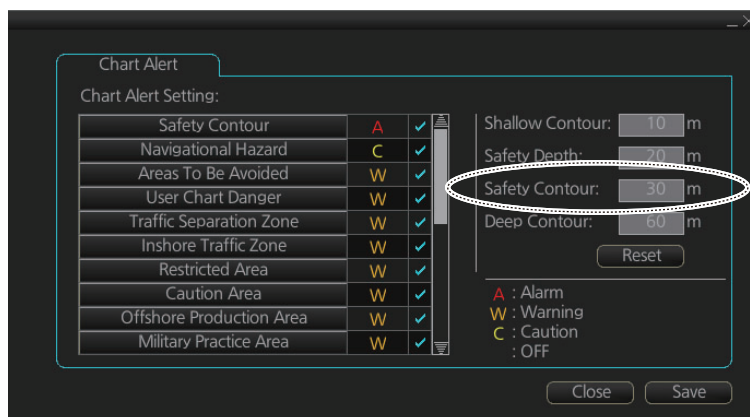 Chart Alert
Chart Alert Setting:
Safety Contour A
Navigational Hazard C
Areas To Be Avoided W
User Chart Danger W
Traffic Separation Zone W
Inshore Traffic Zone W
Restricted Area W
Caution Area W
Offshore Production Area W
Military Practice Area W
Shallow Contour: 10 m
Safety Depth: 20 m
Safety Contour: 30 m
Deep Contour: 60 m
Reset
A : Alarm
W : Warning
C : Caution
: OFF
Close Save